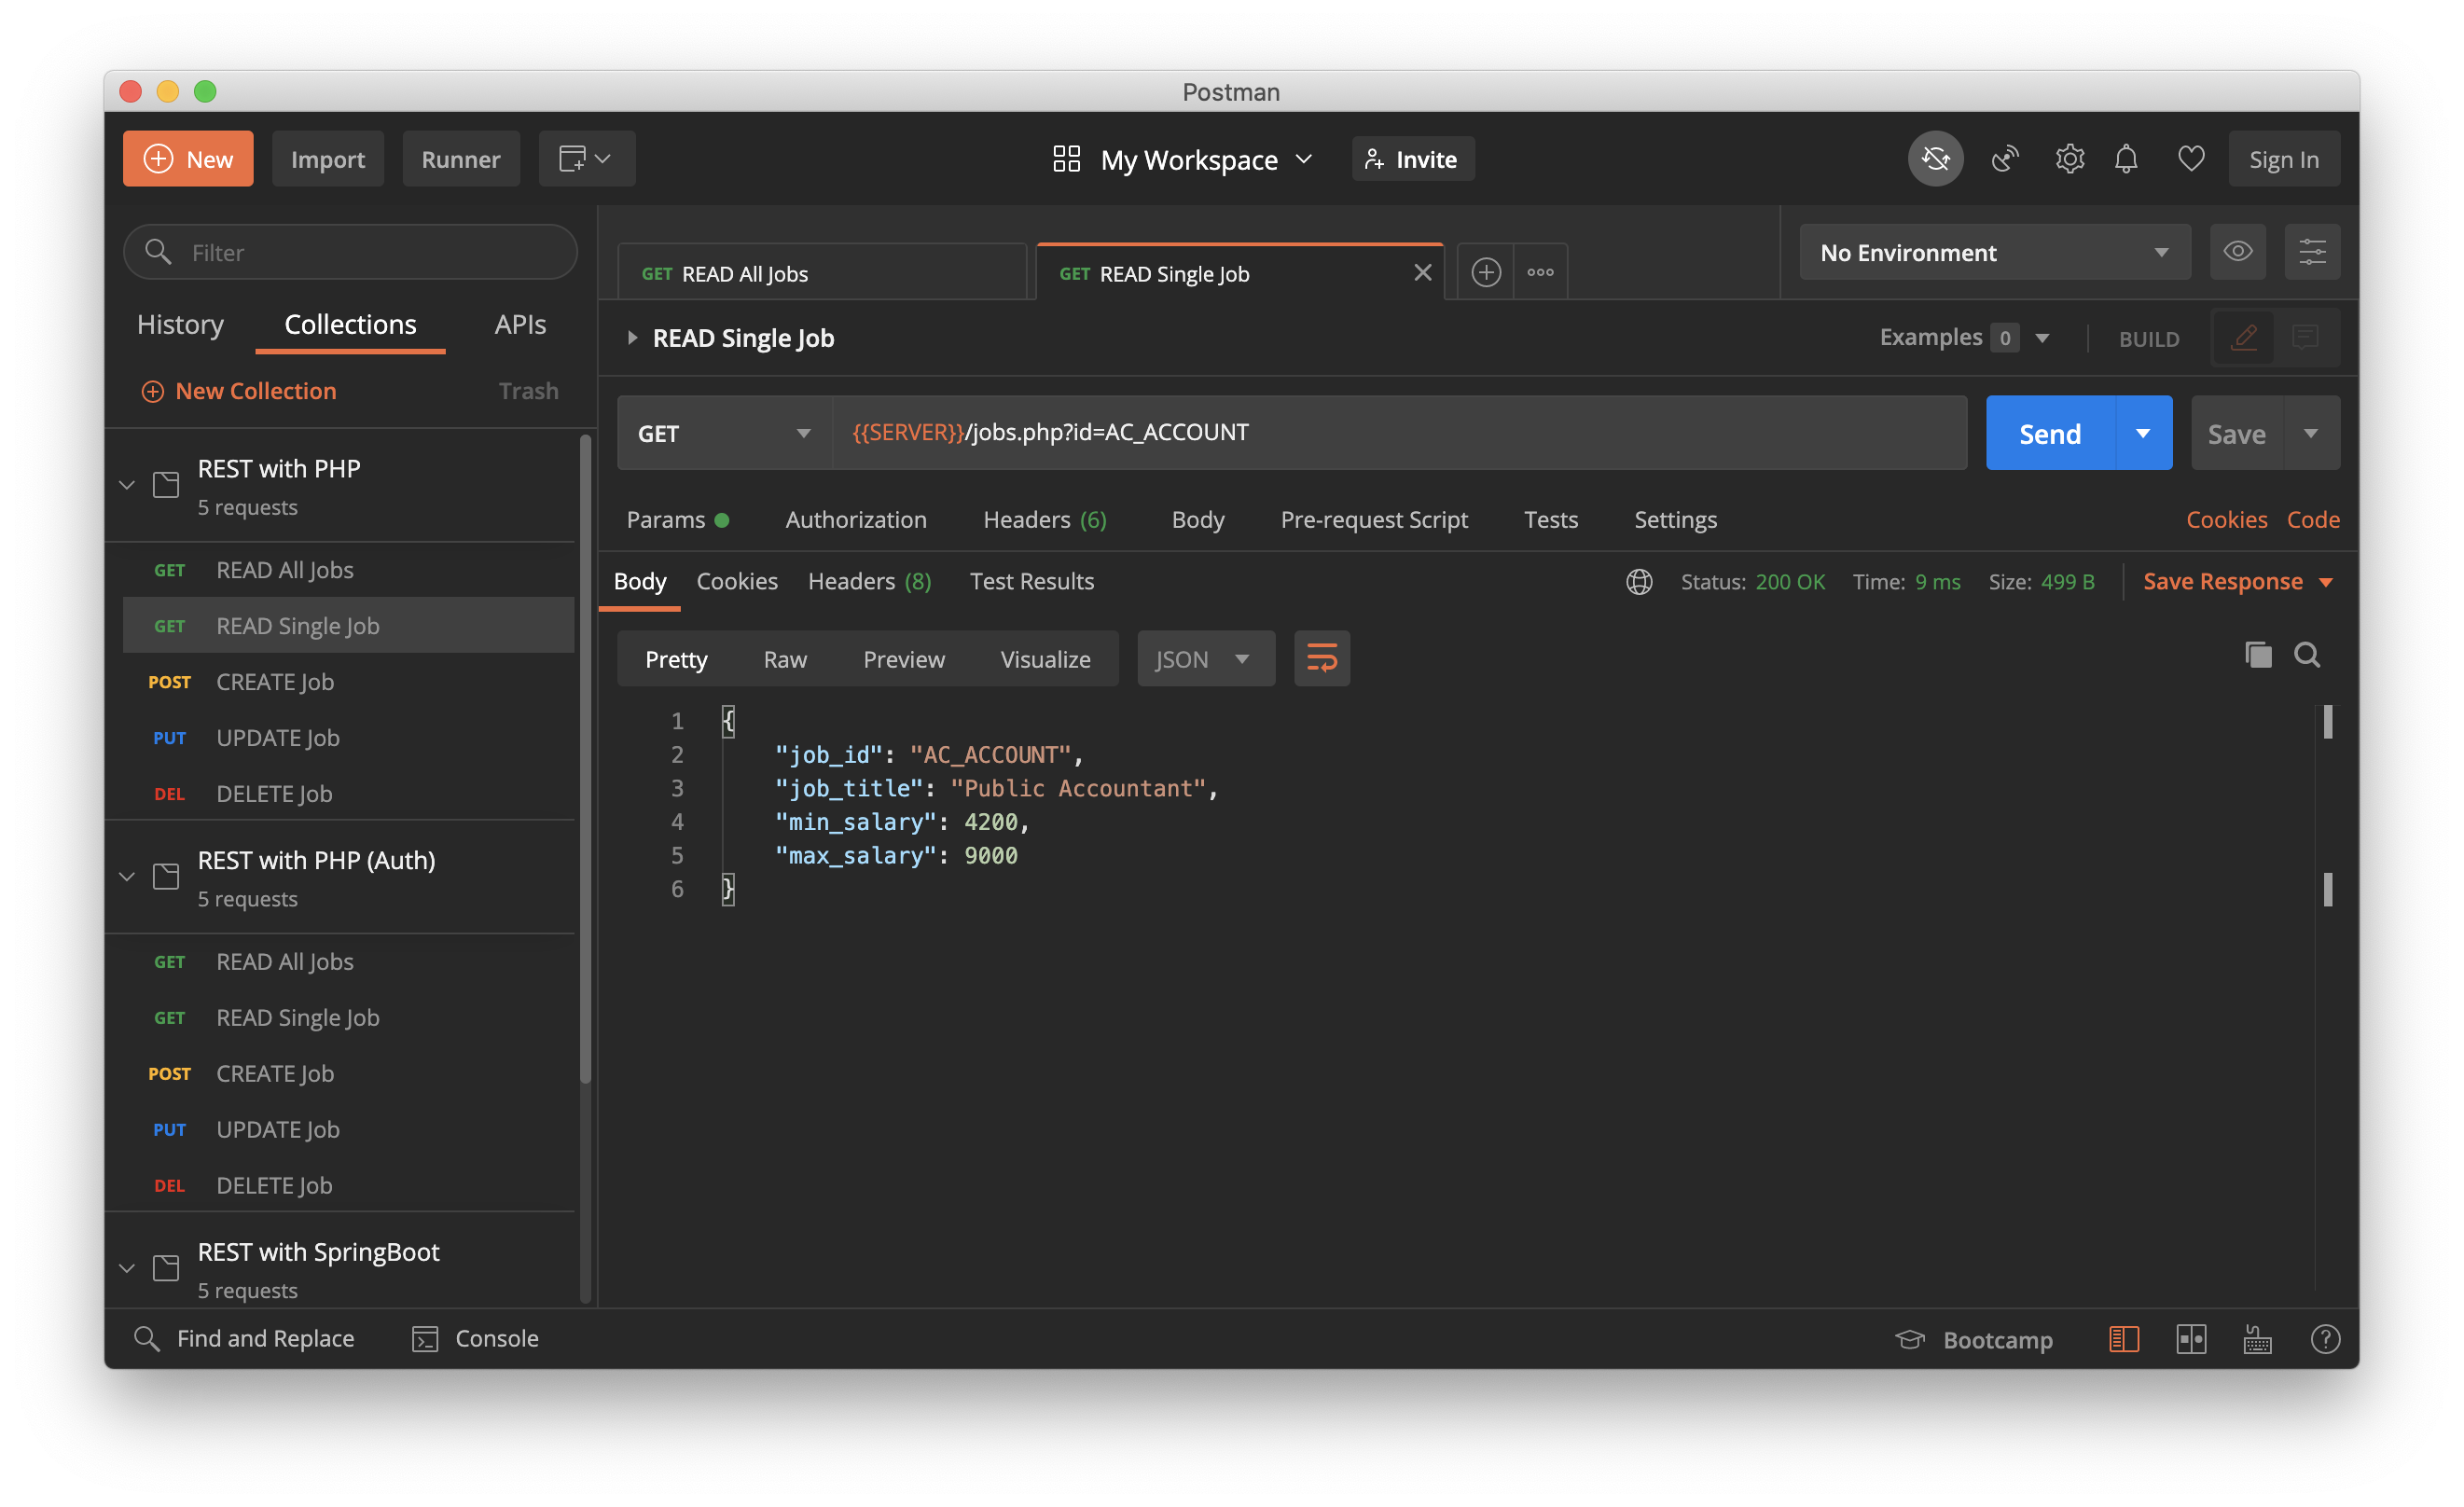 Postman
New Import Runner My Workspace Invite Sign In
Filter
History Collections APIs
New Collection Trash
REST with PHP
5 requests
GET READ All Jobs
GET READ Single Job
POST CREATE Job
PUT UPDATE Job
DEL DELETE Job
REST with PHP (Auth)
5 requests
GET READ All Jobs
GET READ Single Job
POST CREATE Job
PUT UPDATE Job
DEL DELETE Job
REST with SpringBoot
5 requests
GET READ All Jobs GET READ Single Job No Environment
READ Single Job Examples 0 BUILD
GET {{SERVER}}/jobs.php?id=AC_ACCOUNT Send Save
Params Authorization Headers (6) Body Pre-request Script Tests Settings Cookies Code
Body Cookies Headers (8) Test Results Status: 200 OK Time: 9 ms Size: 499 B Save Response
Pretty Raw Preview Visualize JSON
1 {
2 "job_id": "AC_ACCOUNT",
3 "job_title": "Public Accountant",
4 "min_salary": 4200,
5 "max_salary": 9000
6 }
Find and Replace Console Bootcamp